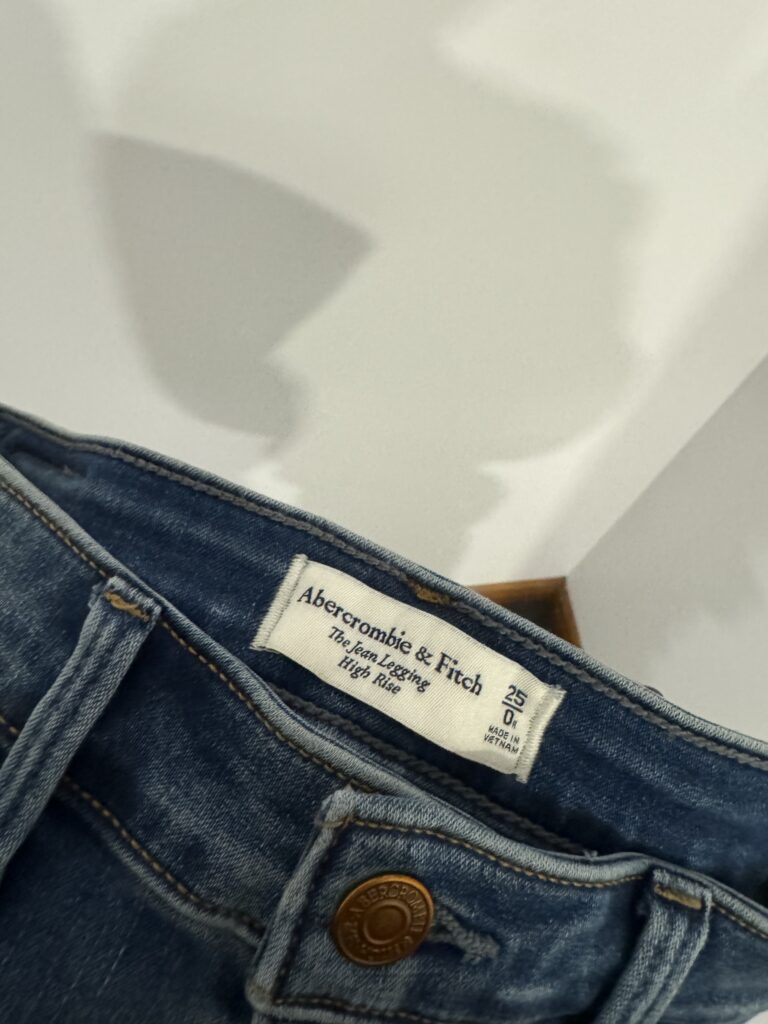 Abercrombie & Fitch
The Jean Legging
High Rise
25
0R
MADE IN
VIETNAM